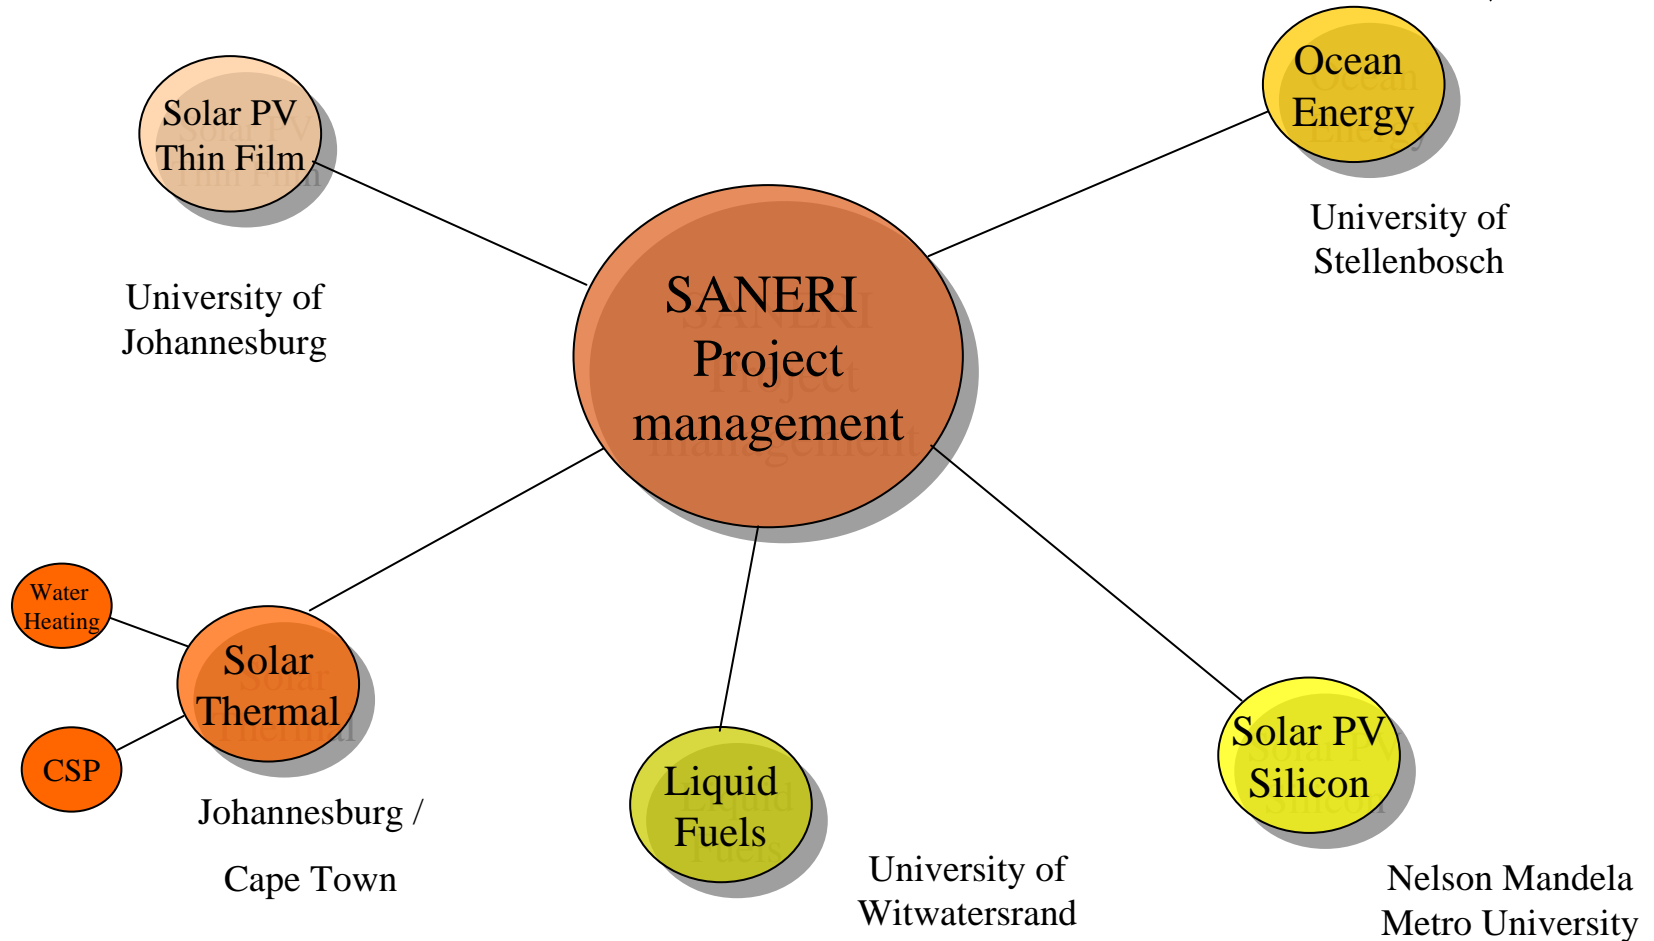 Ocean
Energy
University of
Stellenbosch
Solar PV
Thin Film
University of
Johannesburg
SANERI
Project
management
Water
Heating
Solar
Thermal
CSP
Johannesburg /
Cape Town
Liquid
Fuels
University of
Witwatersrand
Solar PV
Silicon
Nelson Mandela
Metro University